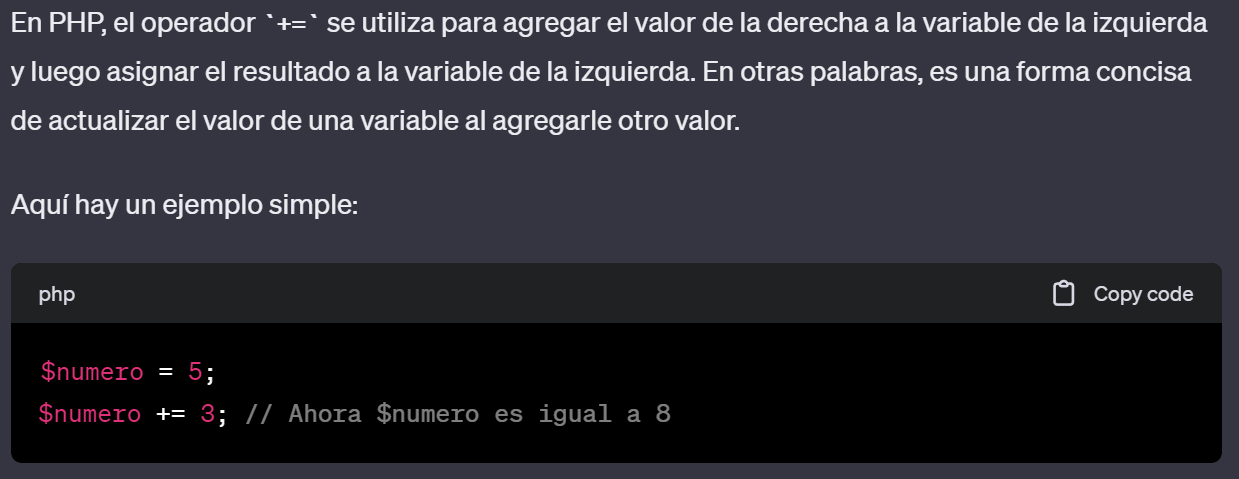 En PHP, el operador `+=` se utiliza para agregar el valor de la derecha a la variable de la izquierda
y luego asignar el resultado a la variable de la izquierda. En otras palabras, es una forma concisa
de actualizar el valor de una variable al agregarle otro valor.
Aquí hay un ejemplo simple:
php Copy code
$numero = 5;
$numero += 3; // Ahora $numero es igual a 8